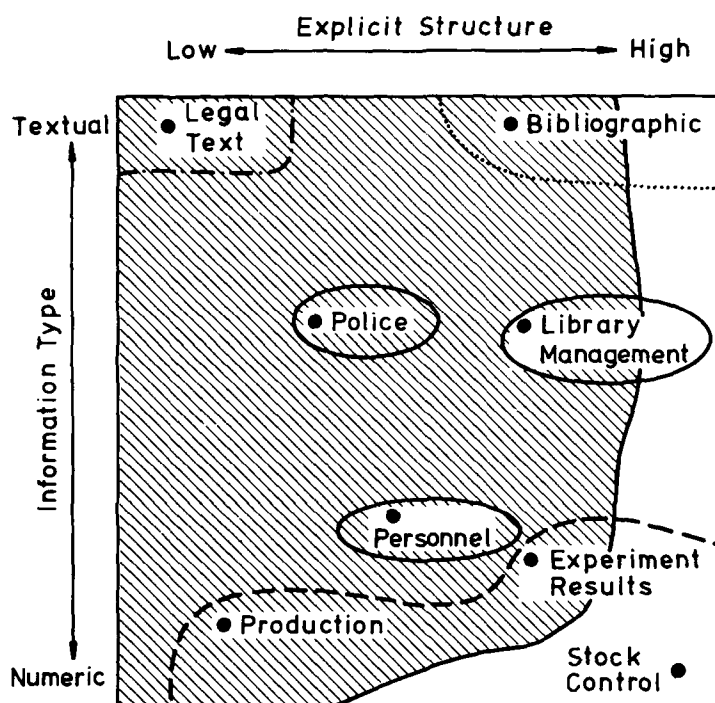 Explicit Structure
Low
High
Textual
Information Type
Numeric
Legal
Text
Bibliographic
Police
Library
Management
Personnel
Experiment
Results
Production
Stock
Control